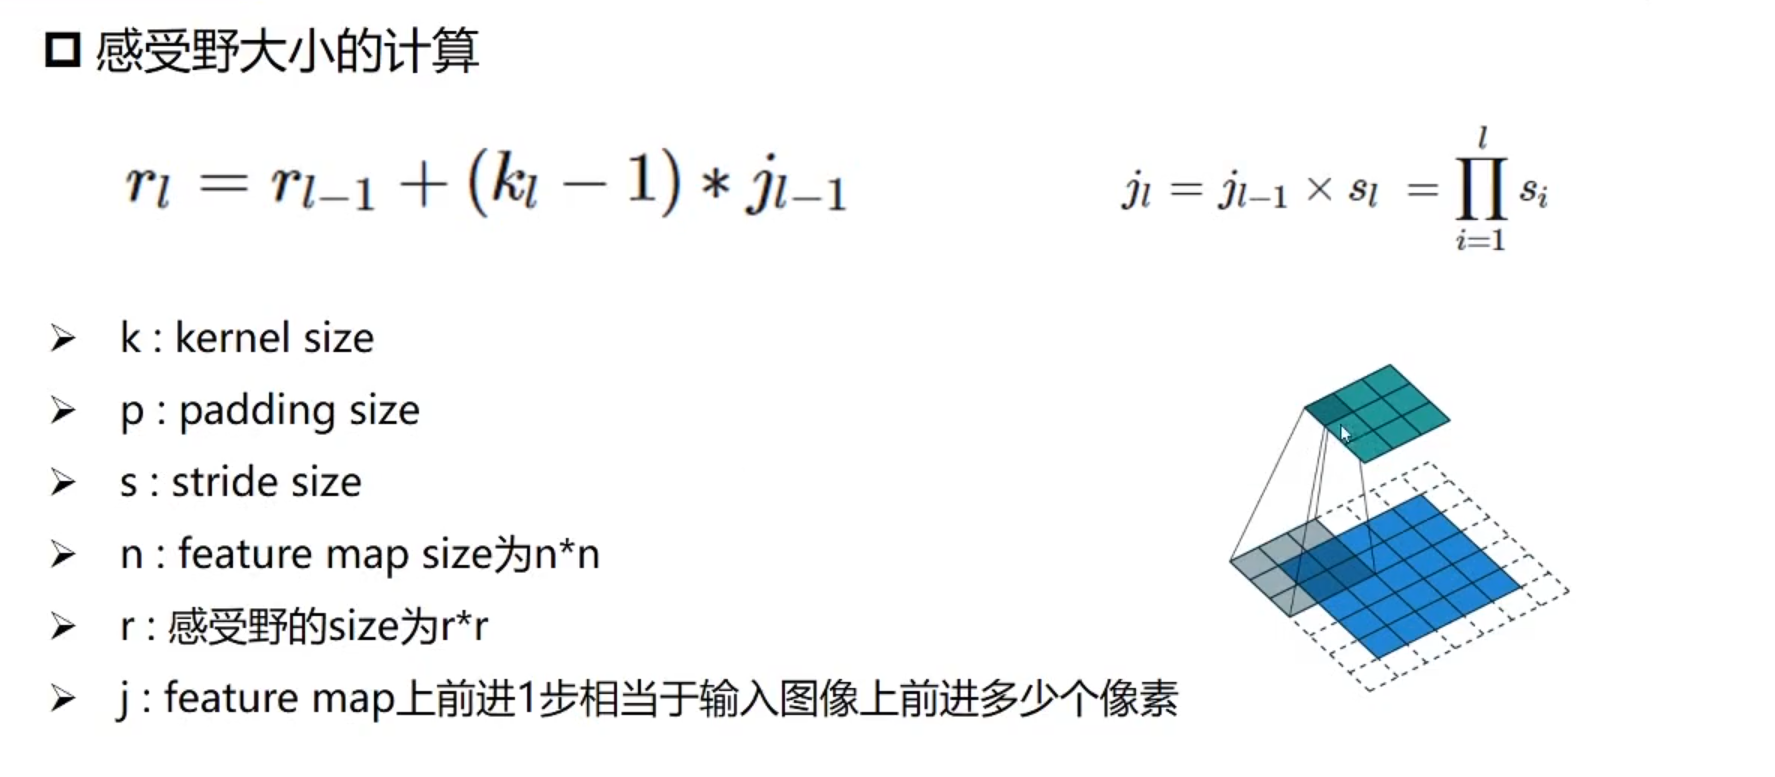 感受野大小的计算
r_l = r_{l-1} + (k_l - 1) * j_{l-1}
j_l = j_{l-1} × s_l = ∏_{i=1}^{l} s_i
k : kernel size
p : padding size
s : stride size
n : feature map size为n*n
r : 感受野的size为r*r
j : feature map上前进1步相当于输入图像上前进多少个像素